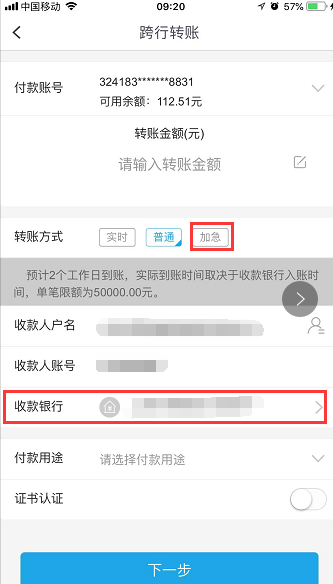 中国移动 09:20 57%
跨行转账
付款账号 324183*******8831
可用余额：112.51元
转账金额(元)
请输入转账金额
转账方式 实时 普通 加急
预计2个工作日到账，实际到账时间取决于收款银行入账时
间，单笔限额为50000.00元。
收款人户名
收款人账号
收款银行
付款用途 请选择付款用途
证书认证
下一步